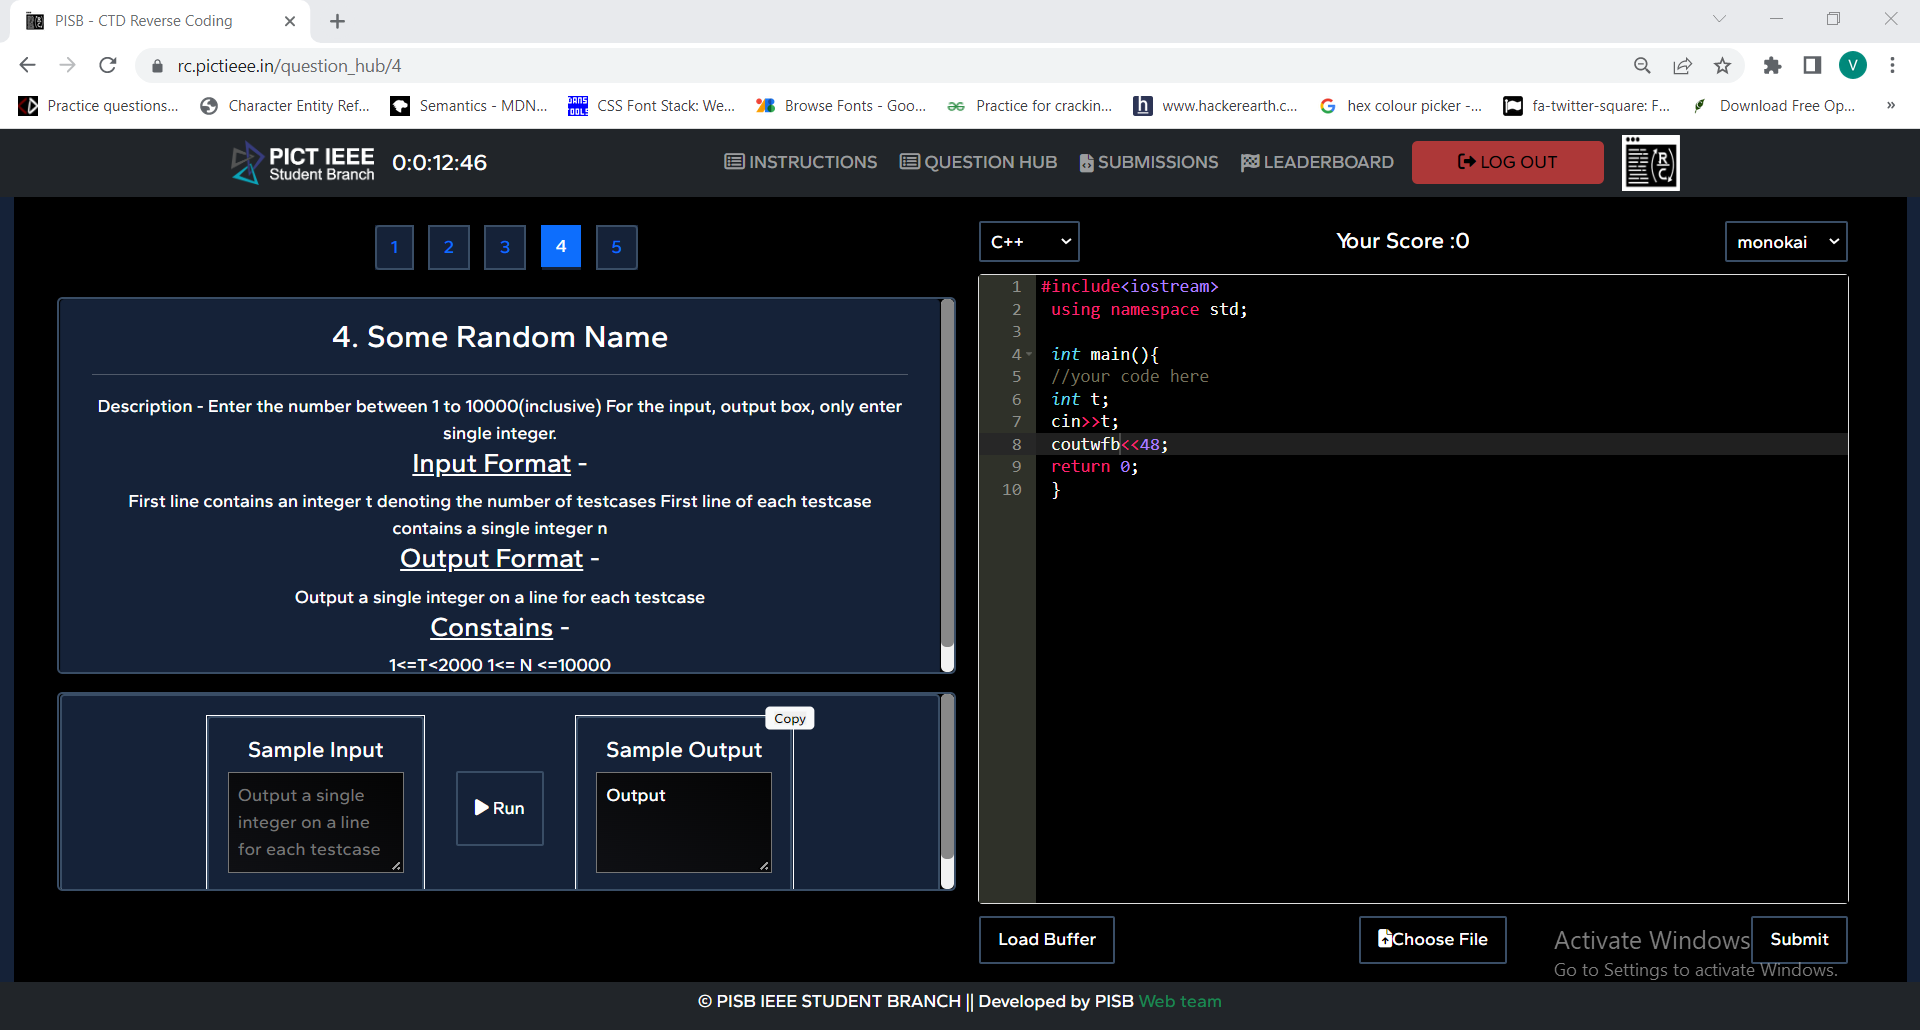 PISB - CTD Reverse Coding
rc.pictieee.in/question_hub/4
V
Practice questions... Character Entity Ref... Semantics - MDN... CSS Font Stack: We... Browse Fonts - Goo... Practice for crackin... www.hackerearth.c... hex colour picker -... fa-twitter-square: F... Download Free Op... »
PICT IEEE
Student Branch
0:0:12:46
INSTRUCTIONS QUESTION HUB SUBMISSIONS LEADERBOARD LOG OUT
1 2 3 4 5
4. Some Random Name
Description - Enter the number between 1 to 10000(inclusive) For the input, output box, only enter
single integer.
Input Format -
First line contains an integer t denoting the number of testcases First line of each testcase
contains a single integer n
Output Format -
Output a single integer on a line for each testcase
Constains -
1<=T<2000 1<= N <=10000
Copy
Sample Input
Output a single
integer on a line
for each testcase
Run
Sample Output
Output
C++
Your Score :0
monokai
1 #include<iostream>
2 using namespace std;
3
4 int main(){
5 //your code here
6 int t;
7 cin>>t;
8 coutwfb<<48;
9 return 0;
10 }
Load Buffer
Choose File
Submit
Activate Windows
Go to Settings to activate Windows.
© PISB IEEE STUDENT BRANCH || Developed by PISB Web team